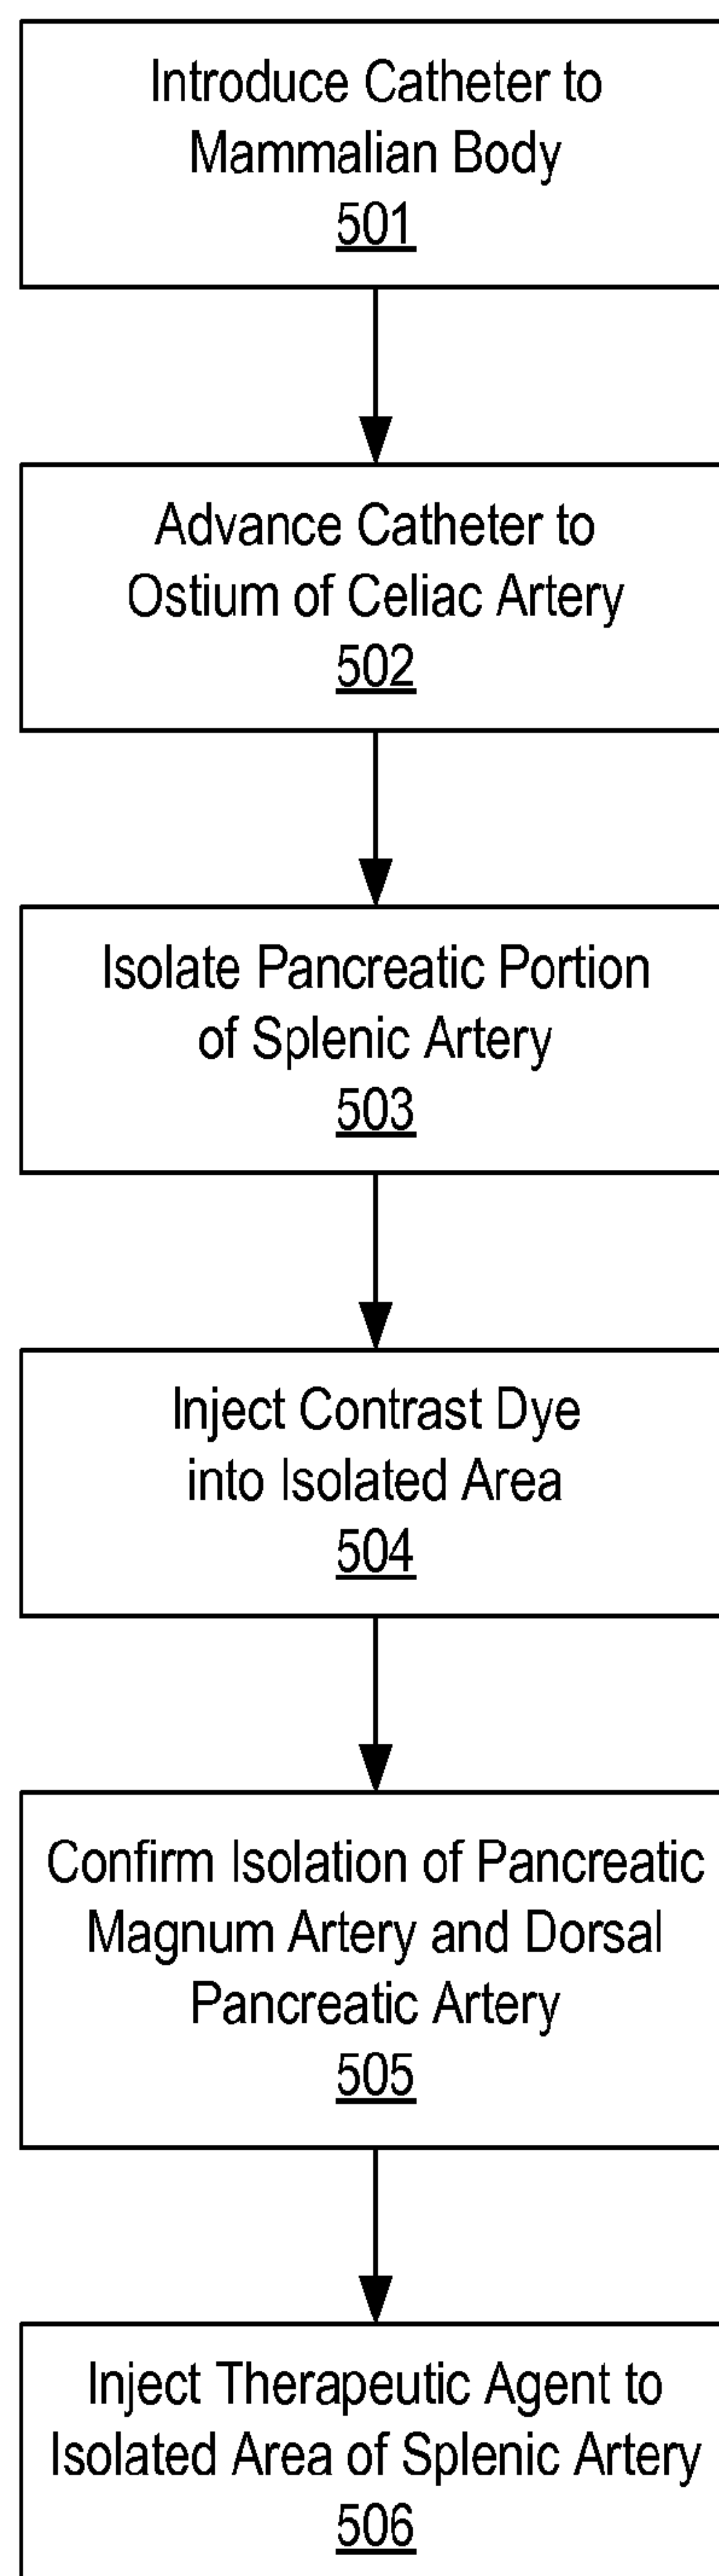 Introduce Catheter to
Mammalian Body
501
Advance Catheter to
Ostium of Celiac Artery
502
Isolate Pancreatic Portion
of Splenic Artery
503
Inject Contrast Dye
into Isolated Area
504
Confirm Isolation of Pancreatic
Magnum Artery and Dorsal
Pancreatic Artery
505
Inject Therapeutic Agent to
Isolated Area of Splenic Artery
506